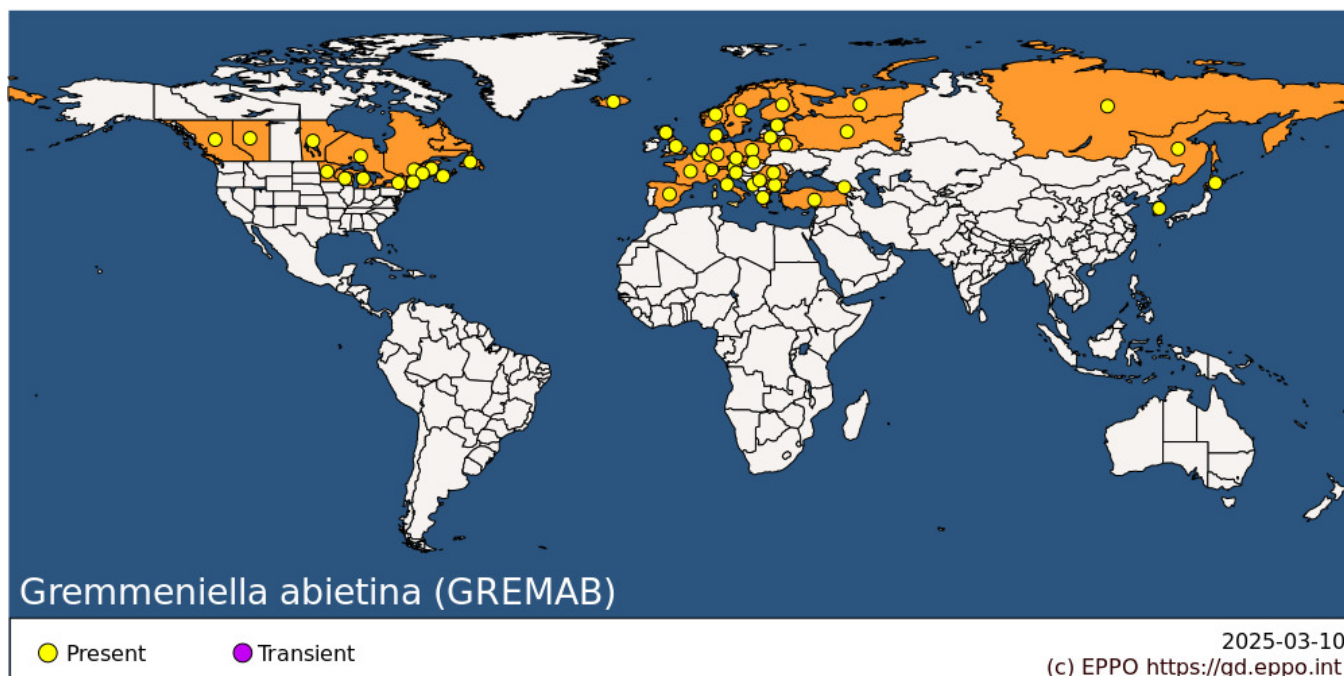 Gremmeniella abietina (GREMAB)
Present
Transient
2025-03-10
(c) EPPO https://gd.eppo.int